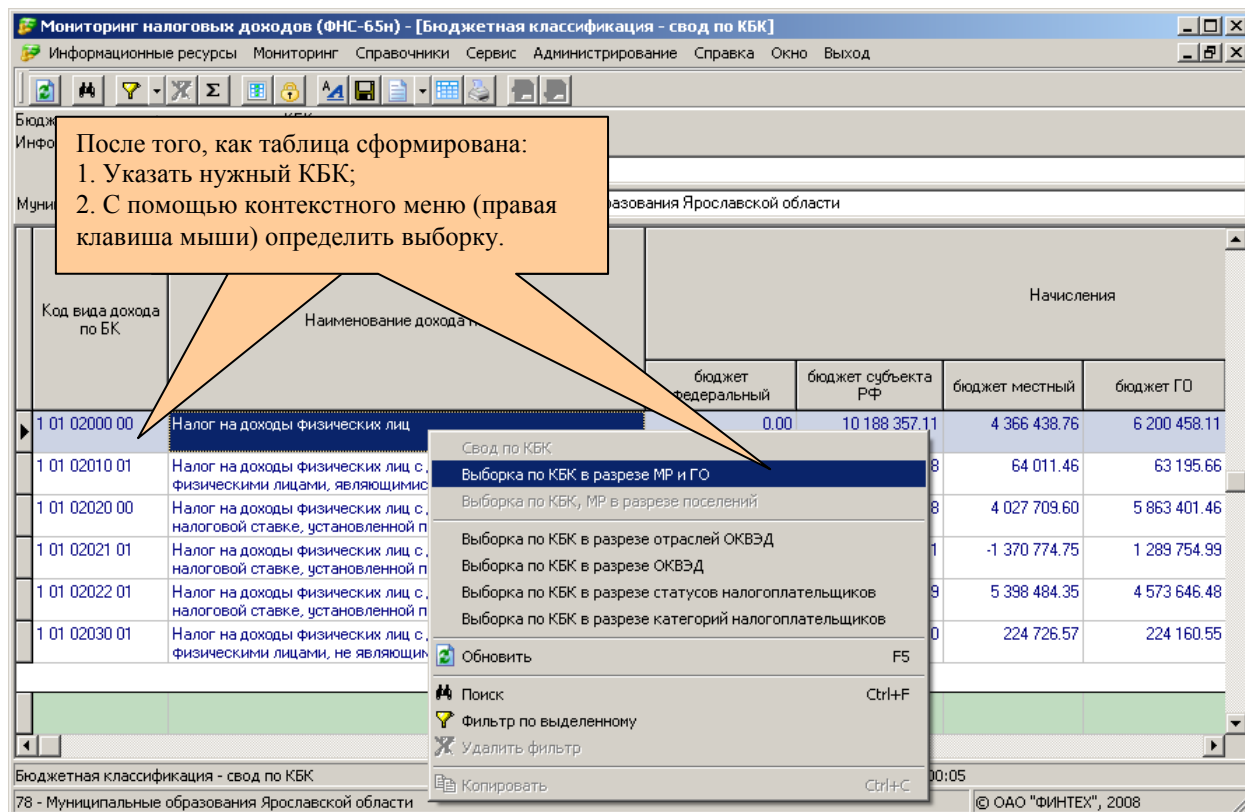 Мониторинг налоговых доходов (ФНС-65н) - [Бюджетная классификация - свод по КБК]
Информационные ресурсы Мониторинг Справочники Сервис Администрирование Справка Окно Выход
После того, как таблица сформирована:
1. Указать нужный КБК;
2. С помощью контекстного меню (правая
клавиша мыши) определить выборку.
Ярославской области
Код вида дохода
по БК
Наименование дохода
Начисления
бюджет
федеральный
бюджет субъекта
РФ
бюджет местный
бюджет ГО
1 01 02000 00 Налог на доходы физических лиц 0.00 10 188 357.11 4 366 438.76 6 200 458.11
1 01 02010 01 Налог на доходы физических лиц с 8 64 011.46 63 195.66
физическими лицами,
1 01 02020 00 Налог на доходы физических лиц с 8 4 027 709.60 5 863 401.46
налоговой ставке, установленной
1 01 02021 01 Налог на доходы физических лиц с 1 -1 370 774.75 1 289 754.99
налоговой ставке, установленной
1 01 02022 01 Налог на доходы физических лиц с 9 5 398 484.35 4 573 646.48
налоговой ставке, установленной
1 01 02030 01 Налог на доходы физических лиц с 0 224 726.57 224 160.55
физическими лицами, не
Свод по КБК
Выборка по КБК в разрезе МР и ГО
Выборка по КБК, МР в разрезе поселений
Выборка по КБК в разрезе отраслей ОКВЭД
Выборка по КБК в разрезе ОКВЭД
Выборка по КБК в разрезе статусов налогоплательщиков
Выборка по КБК в разрезе категорий налогоплательщиков
Обновить F5
Поиск Ctrl+F
Фильтр по выделенному
Удалить фильтр
Копировать Ctrl+C
Бюджетная классификация - свод по КБК 00:05
78 - Муниципальные образования Ярославской области © ОАО "ФИНТЕХ", 2008